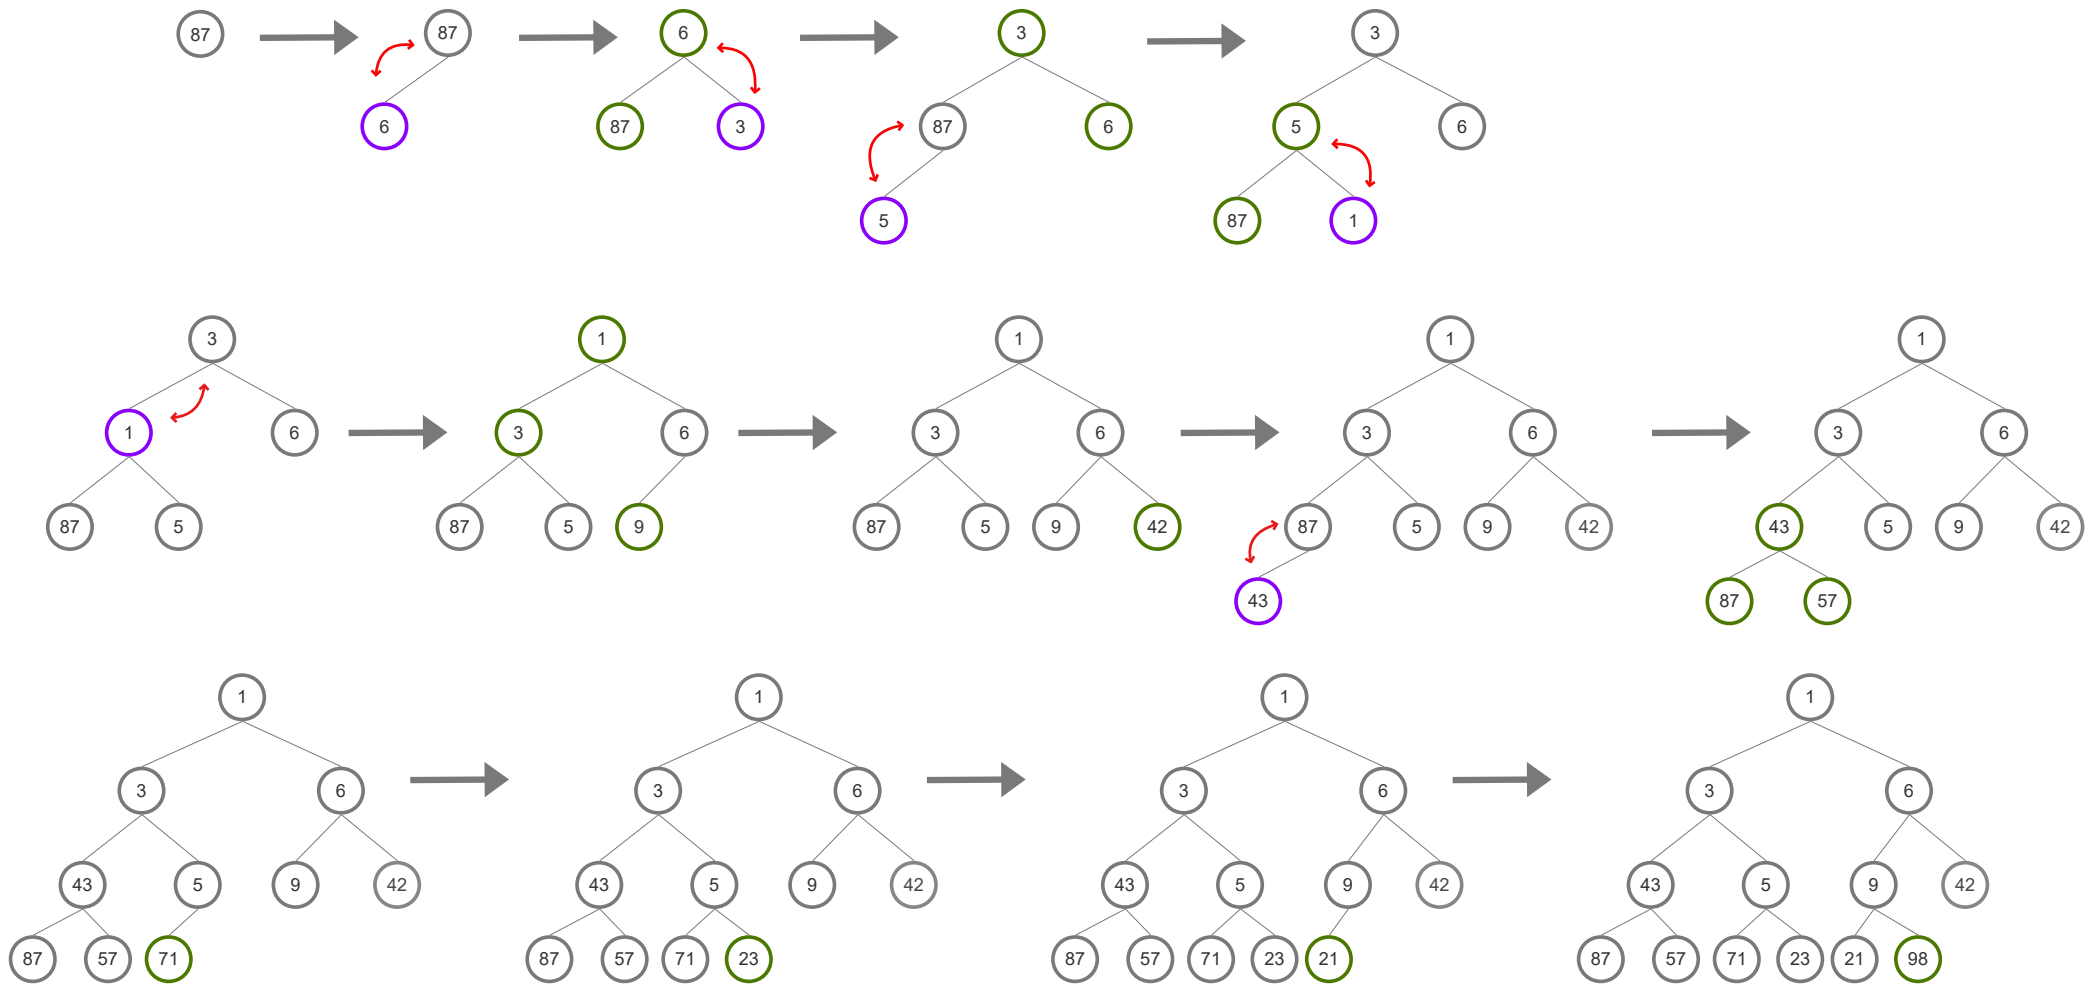 87 87 6 3 3
6 87 3 87 6 5 6
5 87 1
3 1 1 1 1
1 6 3 6 3 6 3 6 3 6
87 5 87 5 9 87 5 9 42 87 5 9 42 43 5 9 42
43 87 57
1 1 1 1
3 6 3 6 3 6 3 6
43 5 9 42 43 5 9 42 43 5 9 42 43 5 9 42
87 57 71 87 57 71 23 87 57 71 23 21 87 57 71 23 21 98